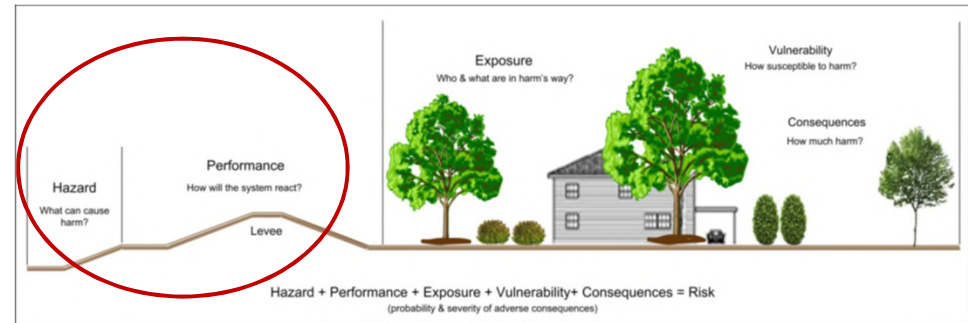 Hazard
What can cause
harm?
Performance
How will the system react?
Levee
Exposure
Who & what are in harm's way?
Vulnerability
How susceptible to harm?
Consequences
How much harm?
Hazard + Performance + Exposure + Vulnerability+ Consequences = Risk
(probability & severity of adverse consequences)